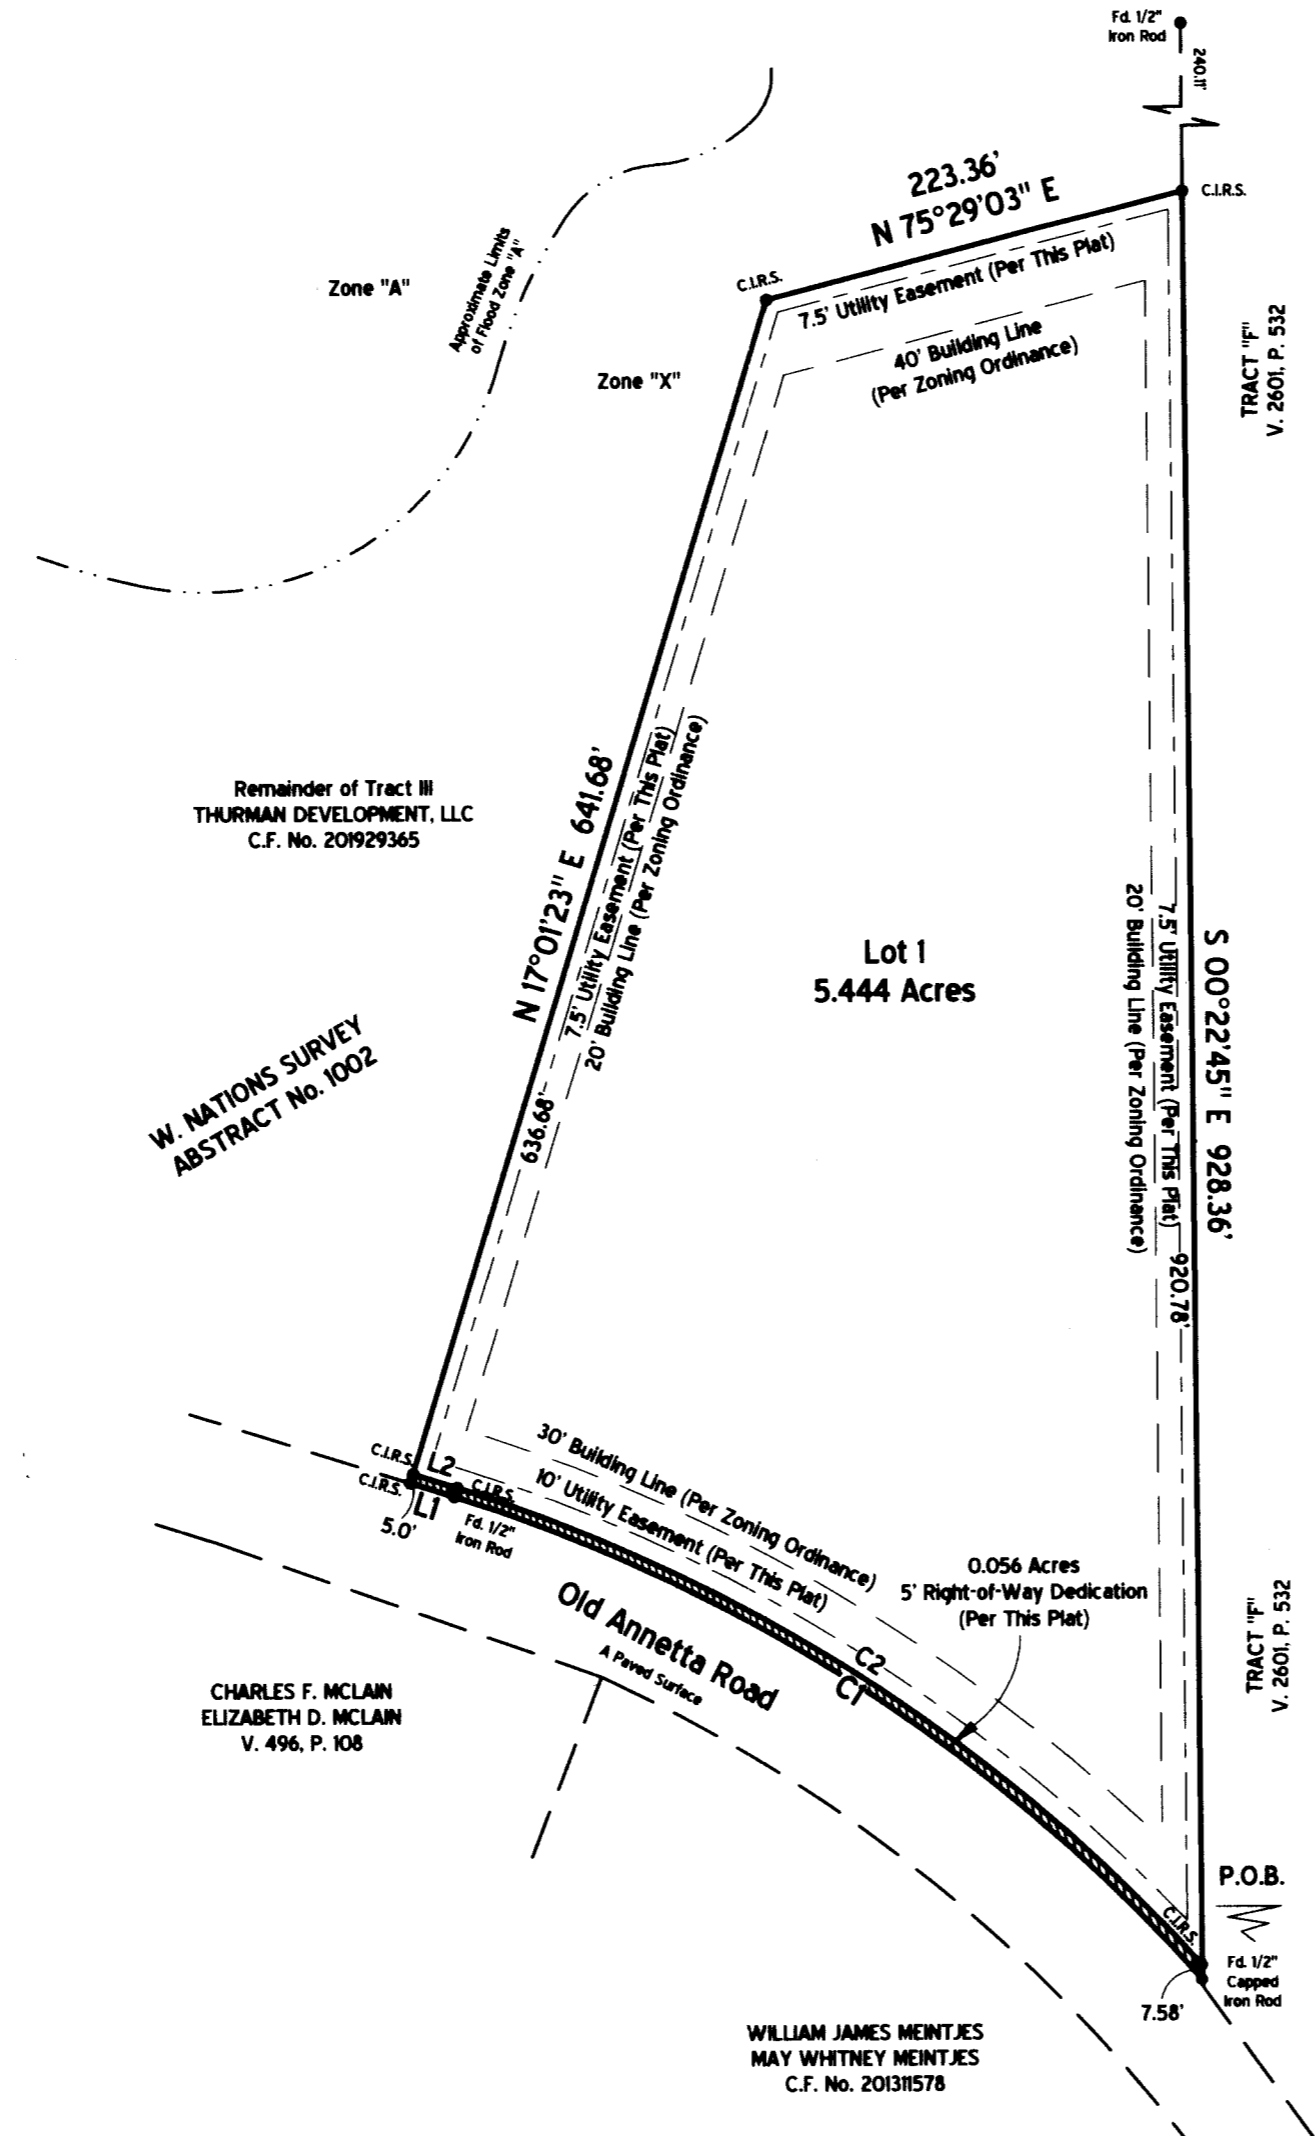 Fd. 1/2"
Iron Rod
240.11'
223.36'
N 75°29'03" E
C.I.R.S.
C.I.R.S.
7.5' Utility Easement (Per This Plat)
40' Building Line
(Per Zoning Ordinance)
Zone "A"
Approximate Limits
of Flood Zone "A"
Zone "X"
TRACT "F"
V. 2601, P. 532
Remainder of Tract III
THURMAN DEVELOPMENT, LLC
C.F. No. 201929365
N 17°01'23" E 641.68'
7.5' Utility Easement (Per This Plat)
20' Building Line (Per Zoning Ordinance)
636.68'
Lot 1
5.444 Acres
20' Building Line (Per Zoning Ordinance)
7.5' Utility Easement (Per This Plat)
920.78'
S 00°22'45" E 928.36'
W. NATIONS SURVEY
ABSTRACT No. 1002
C.I.R.S.
L2
C.I.R.S.
C.I.R.S.
L1
5.0'
Fd. 1/2"
Iron Rod
30' Building Line (Per Zoning Ordinance)
10' Utility Easement (Per This Plat)
0.056 Acres
5' Right-of-Way Dedication
(Per This Plat)
C2
C1
Old Annetta Road
A Paved Surface
TRACT "F"
V. 2601, P. 532
CHARLES F. MCLAIN
ELIZABETH D. MCLAIN
V. 496, P. 108
P.O.B.
C.I.R.S.
Fd. 1/2"
Capped
Iron Rod
7.58'
WILLIAM JAMES MEINTJES
MAY WHITNEY MEINTJES
C.F. No. 201311578